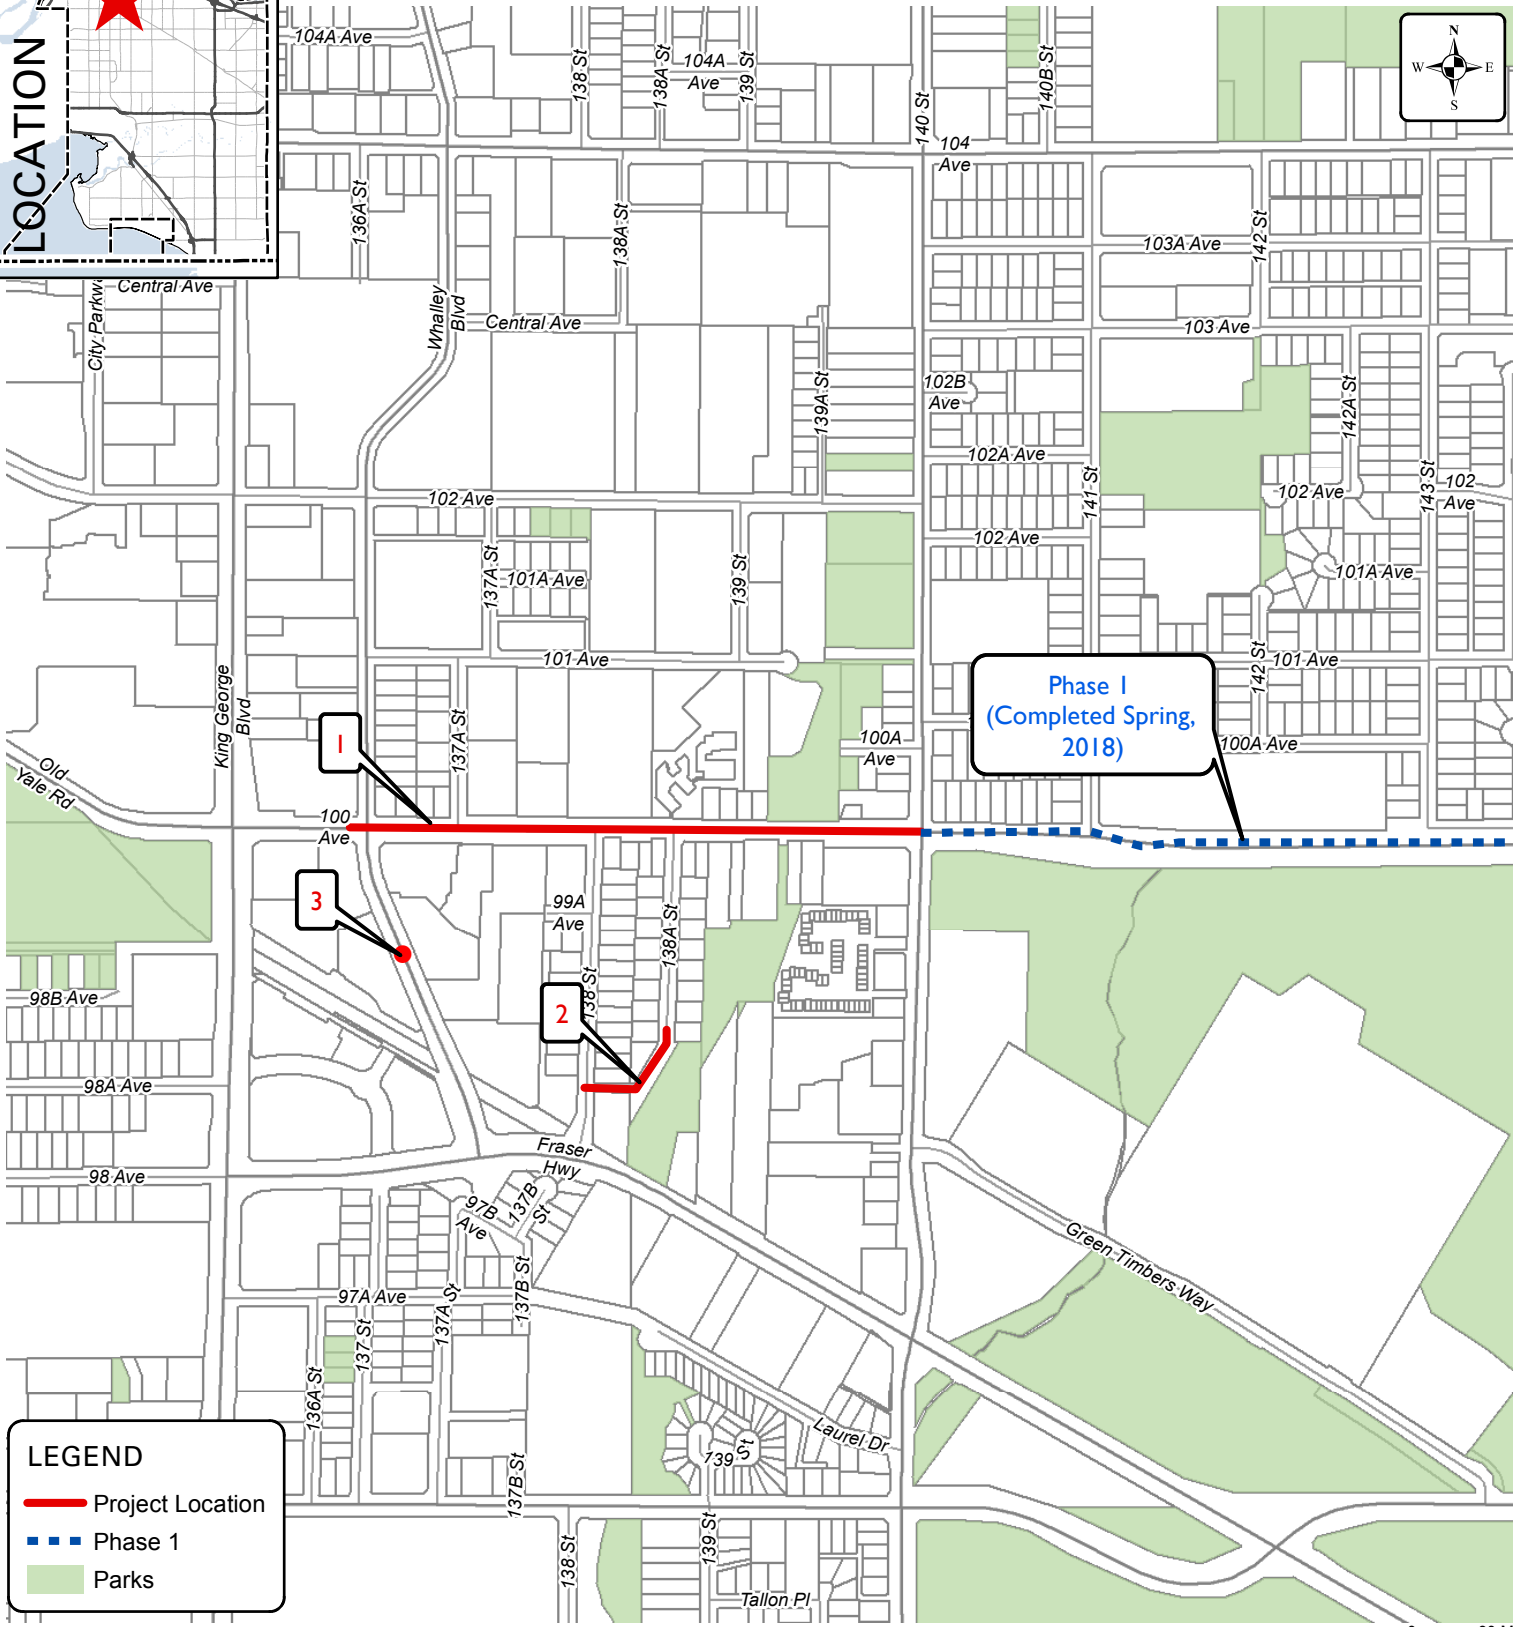 LOCATION
N
W
E
S
104A Ave
138 St
138A St
104A
Ave
139 St
140 St
140B St
104
Ave
136A St
138A St
103A Ave
142 St
Central Ave
City Parkw
Whalley
Blvd
Central Ave
103 Ave
139A St
102B
Ave
142A St
102A Ave
102 Ave
141 St
102 Ave
143 St
102
Ave
102 Ave
137A St
101A Ave
139 St
101A Ave
101 Ave
101 Ave
142 St
Phase 1
(Completed Spring,
2018)
King George
Blvd
137A St
1
100A
Ave
100A Ave
Old
Yale Rd
100
Ave
3
99A
Ave
138A St
138 St
2
98B Ave
98A Ave
Fraser
Hwy
98 Ave
97B
Ave
137B
St
Green Timbers Way
137B St
97A Ave
137A St
137 St
136A St
Laurel Dr
139 St
137B St
138 St
139 St
Tallon Pl
LEGEND
Project Location
Phase 1
Parks